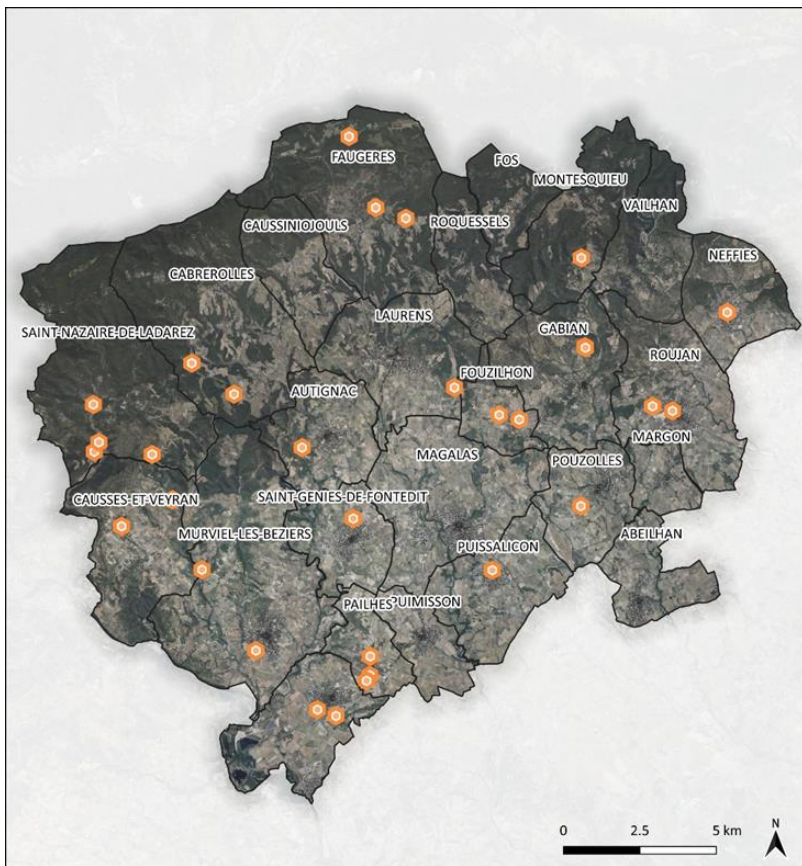 FAUGERES
FOS
MONTESQUIEU
VAILHAN
CAUSSINIOJOULS
ROQUESSELS
NEFFIES
CABREROLLES
LAURENS
SAINT-NAZAIRE-DE-LADAREZ
GABIAN
ROUJAN
FOUZILHON
AUTIGNAC
MARGON
MAGALAS
POUZOLLES
CAUSSES-ET-VEYRAN
SAINT-GENIES-DE-FONTEDIT
MURVIEL-LES-BEZIERS
ABEILHAN
PUISSALICON
PAILHES
PUIMISSON
N
0 2.5 5 km